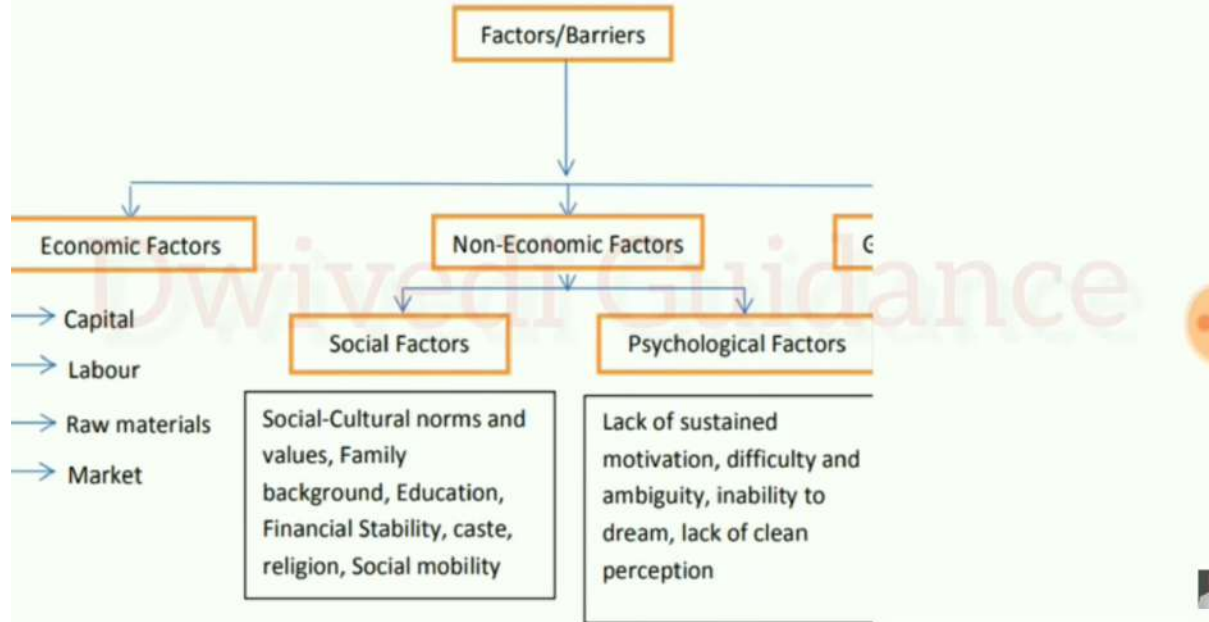 Factors/Barriers
Economic Factors
Non-Economic Factors
G
Dwivedi Guidance
Capital
Labour
Raw materials
Market
Social Factors
Psychological Factors
Social-Cultural norms and
values, Family
background, Education,
Financial Stability, caste,
religion, Social mobility
Lack of sustained
motivation, difficulty and
ambiguity, inability to
dream, lack of clean
perception